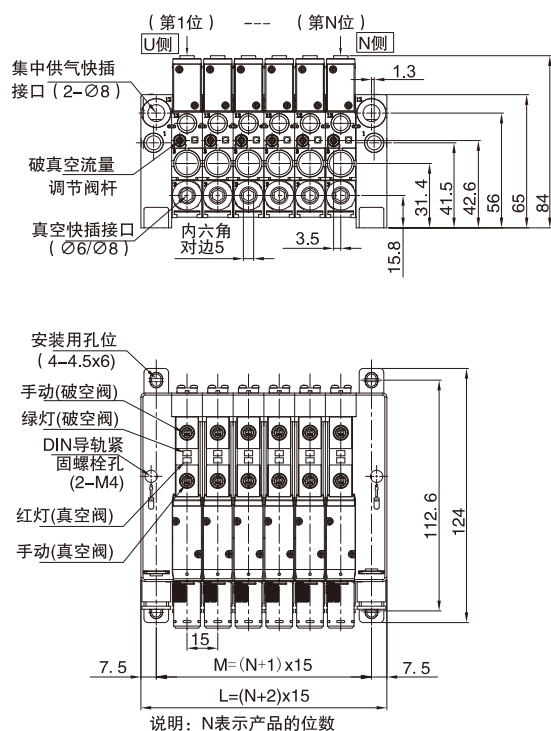 (第1位) --- (第N位)
U侧
N侧
集中供气快插
接口(2-∅8)
1.3
12
12
1
1
破真空流量
调节阀杆
真空快插接口
(∅6/∅8)
内六角
对边5
3.5
15.8
31.4
41.5
42.6
56
65
84
安装用孔位
(4-4.5x6)
手动(破空阀)
绿灯(破空阀)
DIN导轨紧
固螺栓孔
(2-M4)
红灯(真空阀)
手动(真空阀)
112.6
124
15
7.5
M=(N+1)x15
7.5
L=(N+2)x15
说明：N表示产品的位数